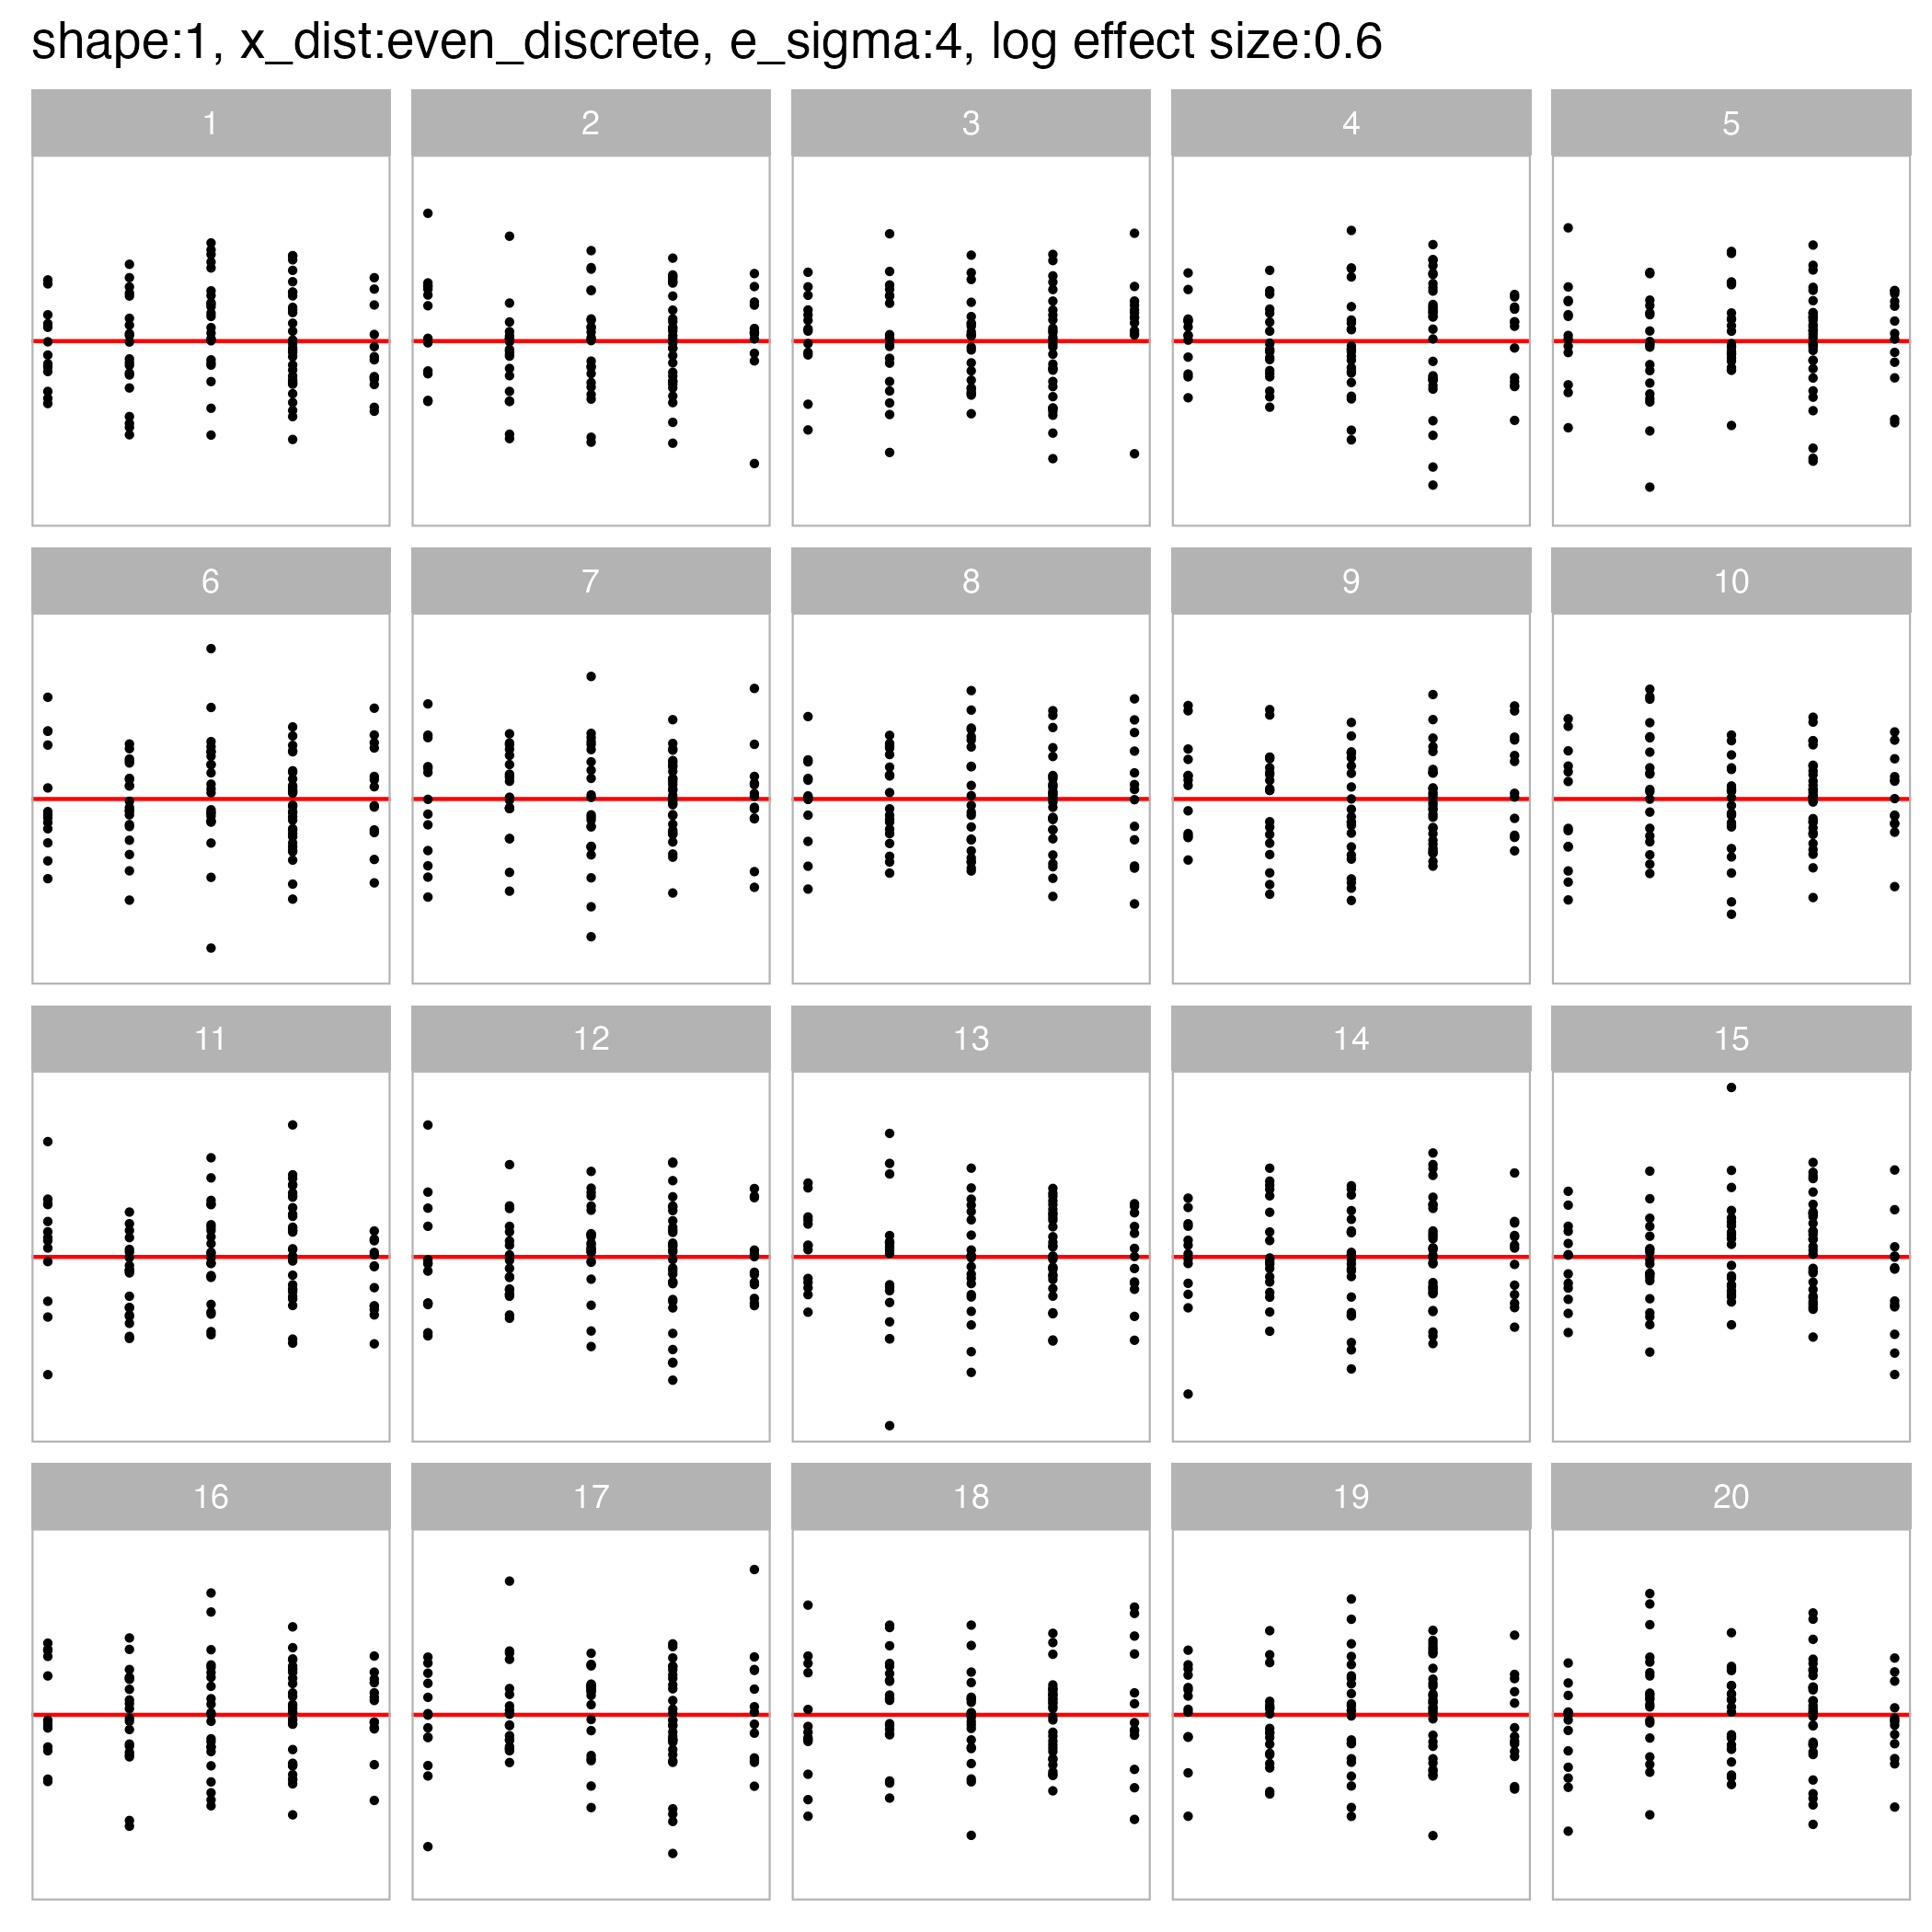 shape:1, x_dist:even_discrete, e_sigma:4, log effect size:0.6
1 2 3 4 5
6 7 8 9 10
11 12 13 14 15
16 17 18 19 20